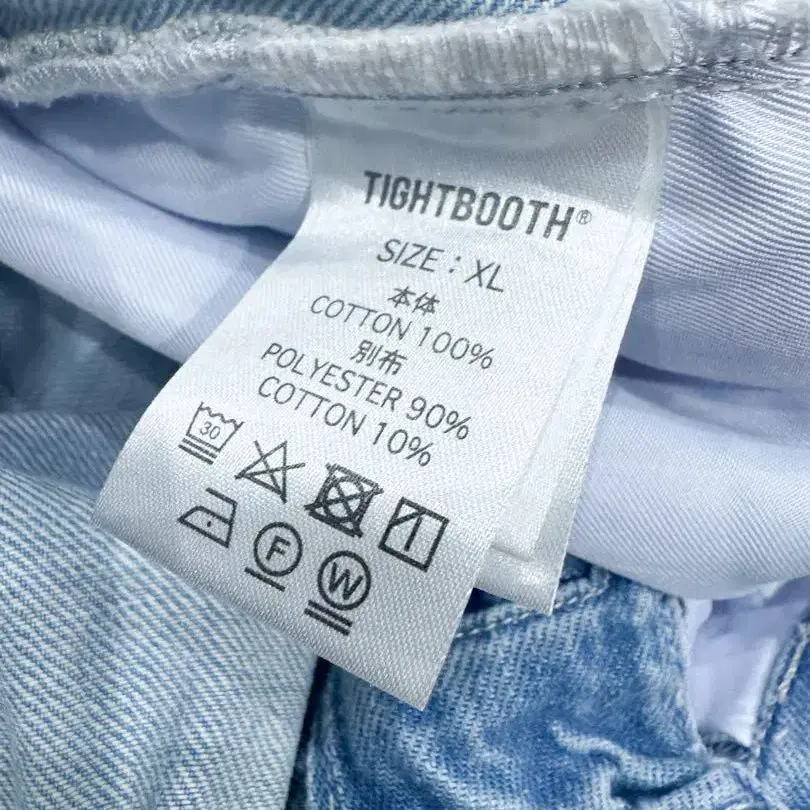 TIGHTBOOTH®
SIZE : XL
本体
COTTON 100%
別布
POLYESTER 90%
COTTON 10%
30
F
W